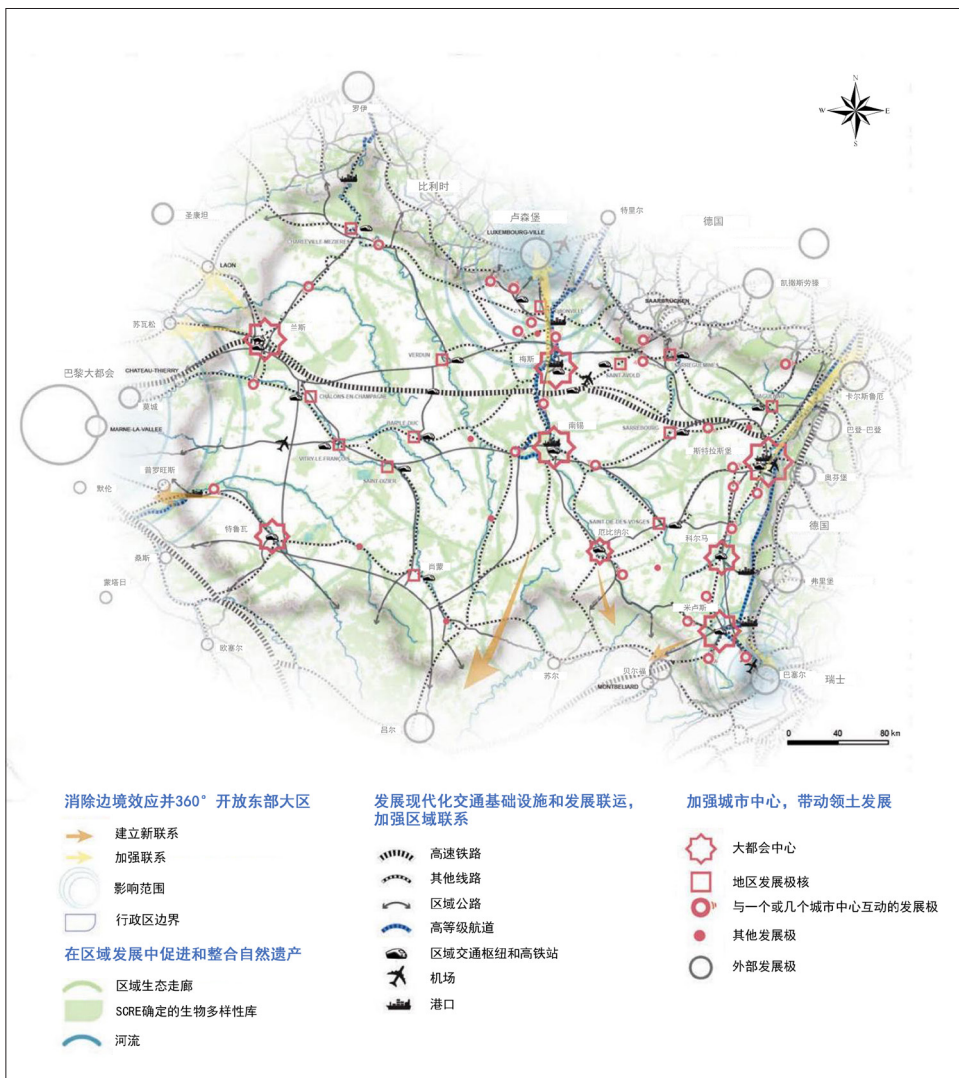 N
W
E
S
罗伊
比利时
圣康坦
卢森堡
LUXEMBOURG-VILLE
特里尔
德国
CHARLEVILLE-MEZIERES
LAON
凯撒斯劳滕
SAARBRÜCKEN
苏瓦松
兰斯
THIONVILLE
VERDUN
梅斯
巴黎大都会
CHATEAU-THIERRY
SAINT-AVOLD
SARREGUEMINES
桑城
CHALONS-EN-CHAMPAGNE
HAGUENAU
卡尔斯鲁厄
MARNE-LA-VALLEE
BAR-LE-DUC
南锡
SARREBOURG
巴登-巴登
VITRY-LE-FRANÇOIS
斯特拉斯堡
普罗旺斯
SAINT-DIZIER
奥芬堡
默伦
特鲁瓦
SAINT-DIE-DES-VOSGES
德国
厄比纳尔
科尔马
桑斯
肖蒙
弗里堡
蒙塔日
米卢斯
欧塞尔
苏尔
贝尔福
MONTBELIARD
巴塞尔
瑞士
吕尔
0 40 80 km
消除边境效应并360°开放东部大区
建立新联系
加强联系
影响范围
行政区边界
在区域发展中促进和整合自然遗产
区域生态走廊
SCRE确定的生物多样性库
河流
发展现代化交通基础设施和发展联运，
加强区域联系
高速铁路
其他线路
区域公路
高等级航道
区域交通枢纽和高铁站
机场
港口
加强城市中心，带动领土发展
大都会中心
地区发展极核
与一个或几个城市中心互动的发展极
其他发展极
外部发展极